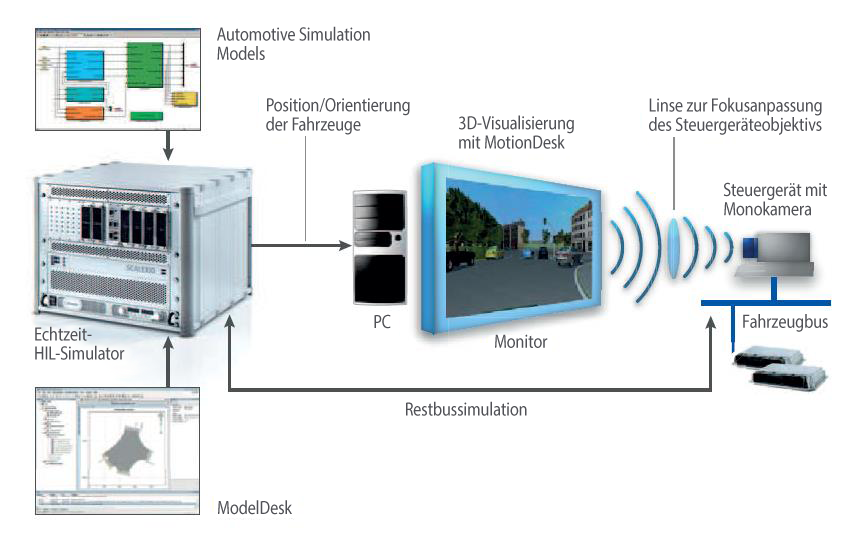 Automotive Simulation
Models
Position/Orientierung
der Fahrzeuge
3D-Visualisierung
mit MotionDesk
Linse zur Fokusanpassung
des Steuergeräteobjektivs
Steuergerät mit
Monokamera
SCALEXIO
PC
Monitor
Fahrzeugbus
Echtzeit-
HIL-Simulator
Restbussimulation
ModelDesk